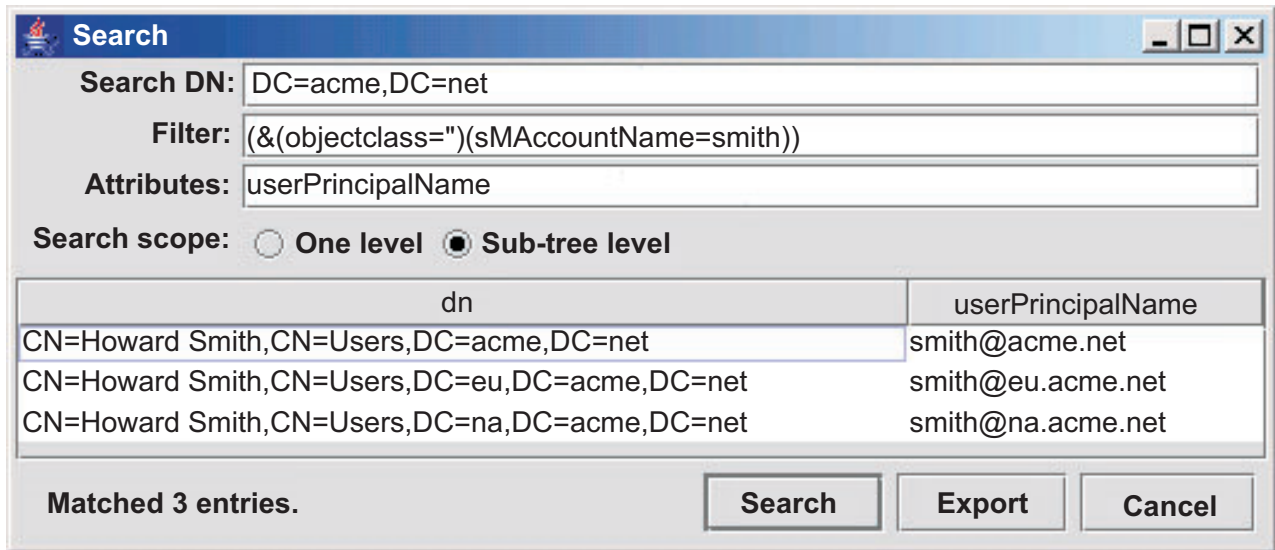 Search
Search DN: DC=acme,DC=net
Filter: (&(objectclass=")(sMAccountName=smith))
Attributes: userPrincipalName
Search scope: One level Sub-tree level
dn userPrincipalName
CN=Howard Smith,CN=Users,DC=acme,DC=net smith@acme.net
CN=Howard Smith,CN=Users,DC=eu,DC=acme,DC=net smith@eu.acme.net
CN=Howard Smith,CN=Users,DC=na,DC=acme,DC=net smith@na.acme.net
Matched 3 entries. Search Export Cancel